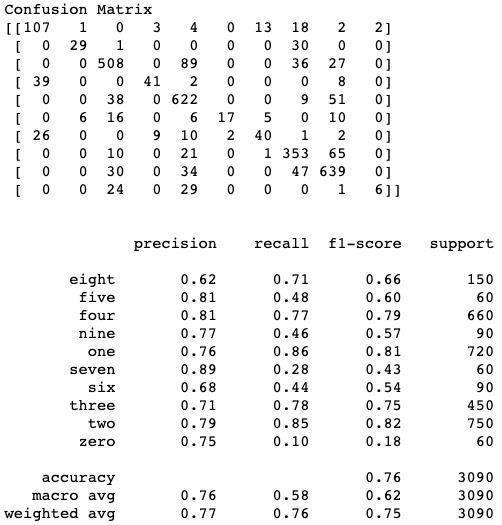 Confusion Matrix
[[107 1 0 3 4 0 13 18 2 2]
[ 0 29 1 0 0 0 0 30 0 0]
[ 0 0 508 0 89 0 0 36 27 0]
[ 39 0 0 41 2 0 0 0 8 0]
[ 0 0 38 0 622 0 0 9 51 0]
[ 0 6 16 0 6 17 5 0 10 0]
[ 26 0 0 9 10 2 40 1 2 0]
[ 0 0 10 0 21 0 1 353 65 0]
[ 0 0 30 0 34 0 0 47 639 0]
[ 0 0 24 0 29 0 0 0 1 6]]
precision recall f1-score support
eight 0.62 0.71 0.66 150
five 0.81 0.48 0.60 60
four 0.81 0.77 0.79 660
nine 0.77 0.46 0.57 90
one 0.76 0.86 0.81 720
seven 0.89 0.28 0.43 60
six 0.68 0.44 0.54 90
three 0.71 0.78 0.75 450
two 0.79 0.85 0.82 750
zero 0.75 0.10 0.18 60
accuracy 0.76 3090
macro avg 0.76 0.58 0.62 3090
weighted avg 0.77 0.76 0.75 3090